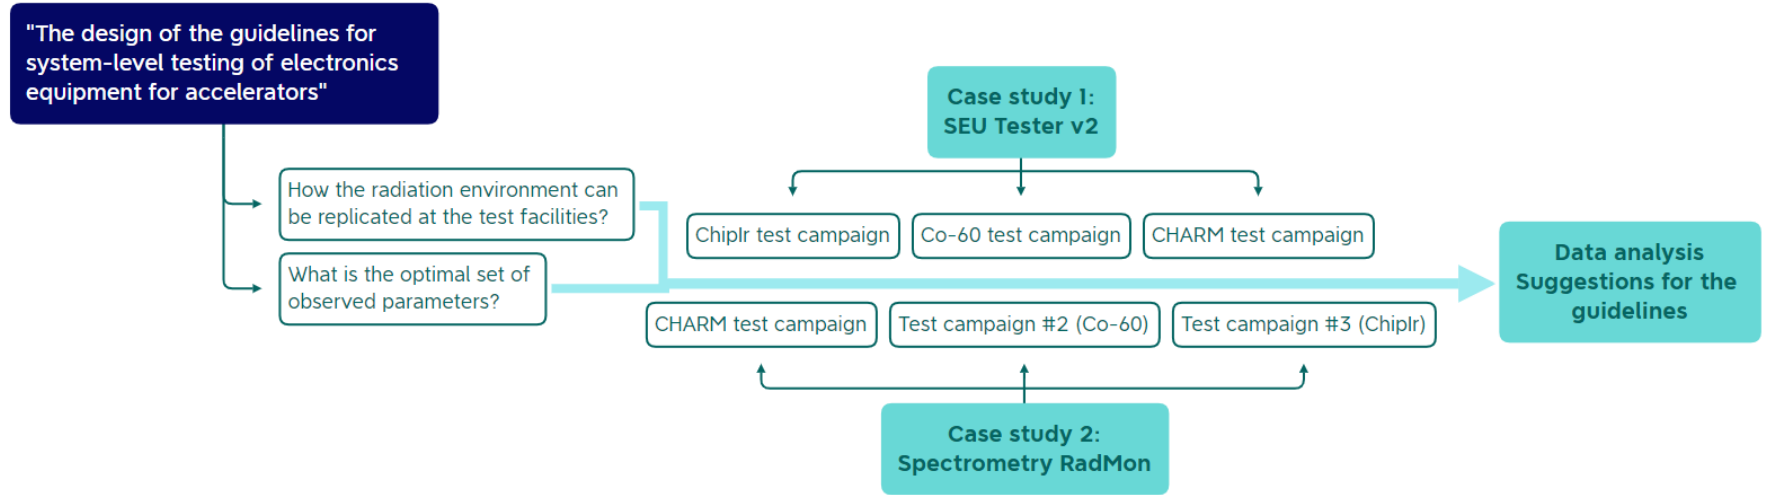 "The design of the guidelines for
system-level testing of electronics
equipment for accelerators"
How the radiation environment can
be replicated at the test facilities?
What is the optimal set of
observed parameters?
Case study 1:
SEU Tester v2
ChipIr test campaign
Co-60 test campaign
CHARM test campaign
CHARM test campaign
Test campaign #2 (Co-60)
Test campaign #3 (ChipIr)
Case study 2:
Spectrometry RadMon
Data analysis
Suggestions for the
guidelines